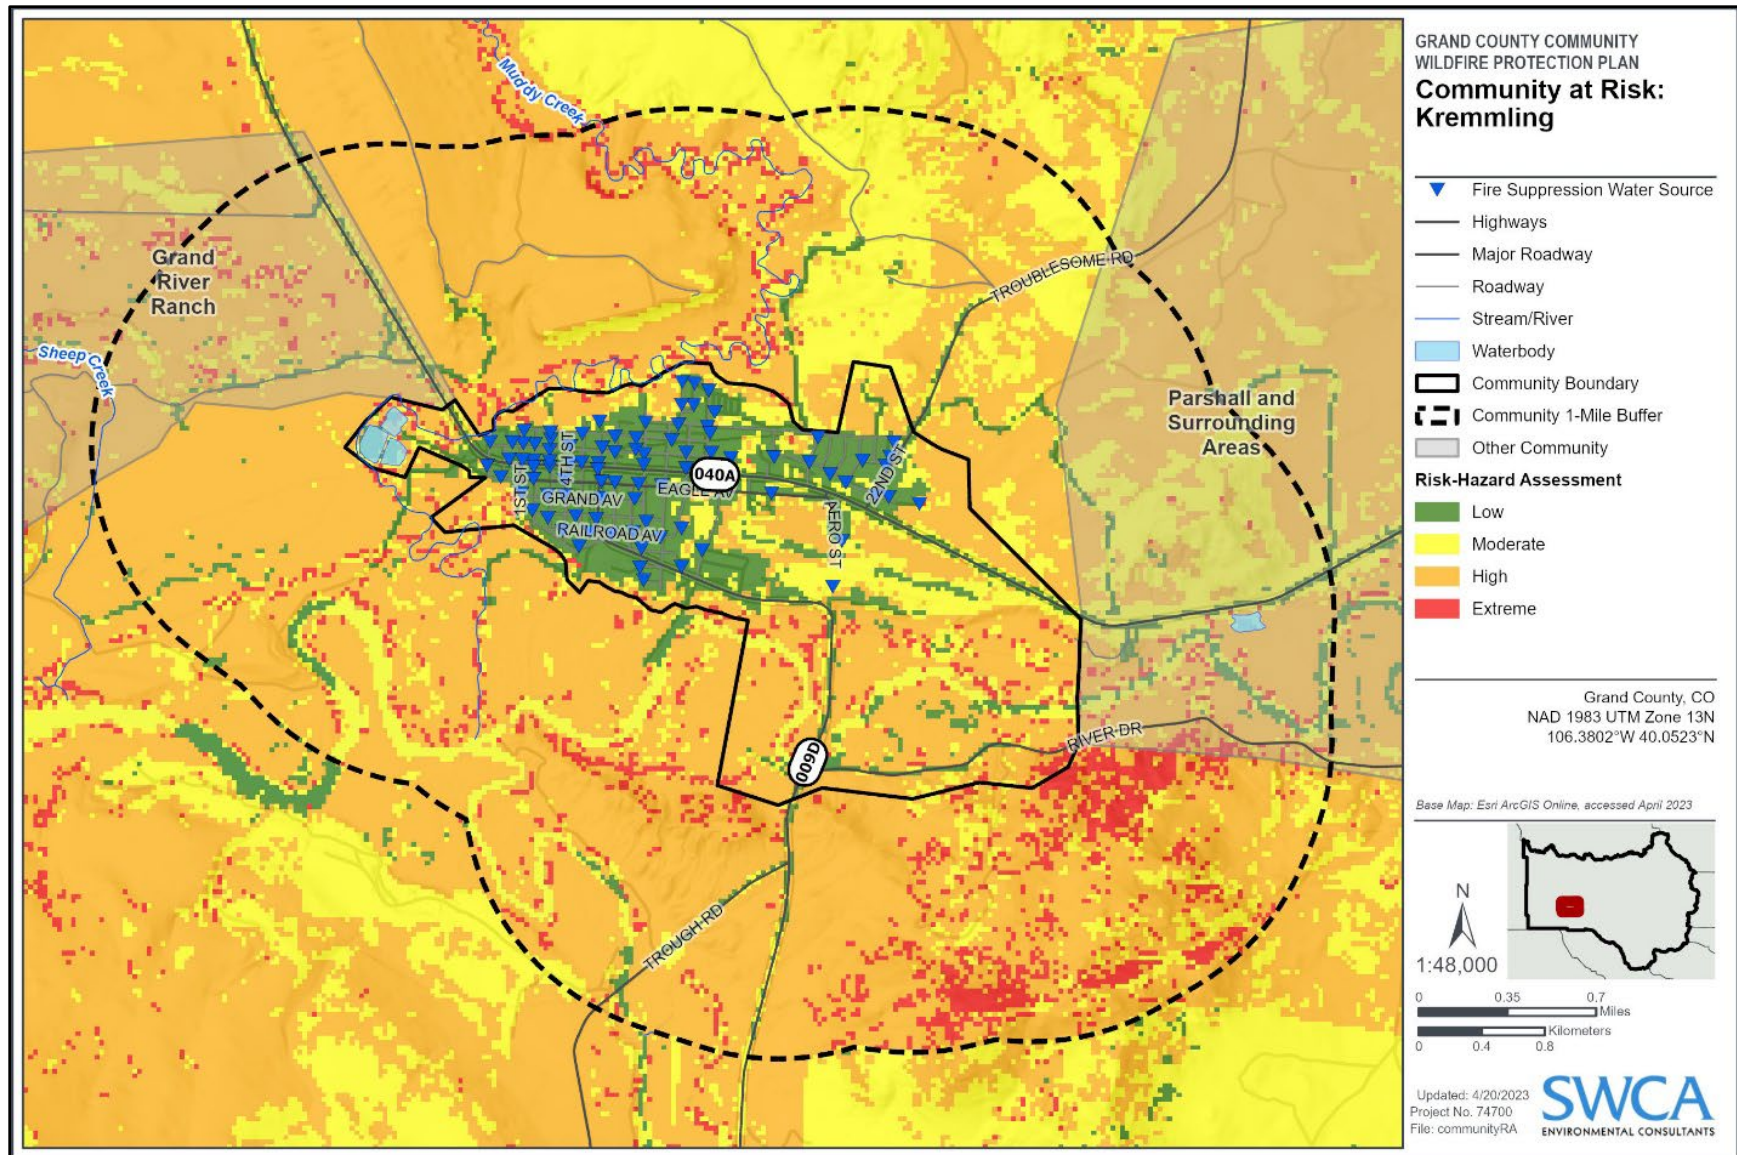 GRAND COUNTY COMMUNITY
WILDFIRE PROTECTION PLAN
Community at Risk:
Kremmling
Fire Suppression Water Source
Highways
Major Roadway
Roadway
Stream/River
Waterbody
Community Boundary
Community 1-Mile Buffer
Other Community
Risk-Hazard Assessment
Low
Moderate
High
Extreme
Grand County, CO
NAD 1983 UTM Zone 13N
106.3802°W 40.0523°N
Base Map: Esri ArcGIS Online, accessed April 2023
N
1:48,000
0 0.35 0.7
Miles
Kilometers
0 0.4 0.8
Updated: 4/20/2023
Project No. 74700
File: communityRA
SWCA
ENVIRONMENTAL CONSULTANTS
Muddy Creek
Grand
River
Ranch
Sheep Creek
TROUBLESOME RD
Parshall and
Surrounding
Areas
1ST ST
4TH ST
040A
GRAND AV
EAGLE AV
22ND ST
RAILROAD AV
AERO ST
009D
RIVER DR
TROUGH RD